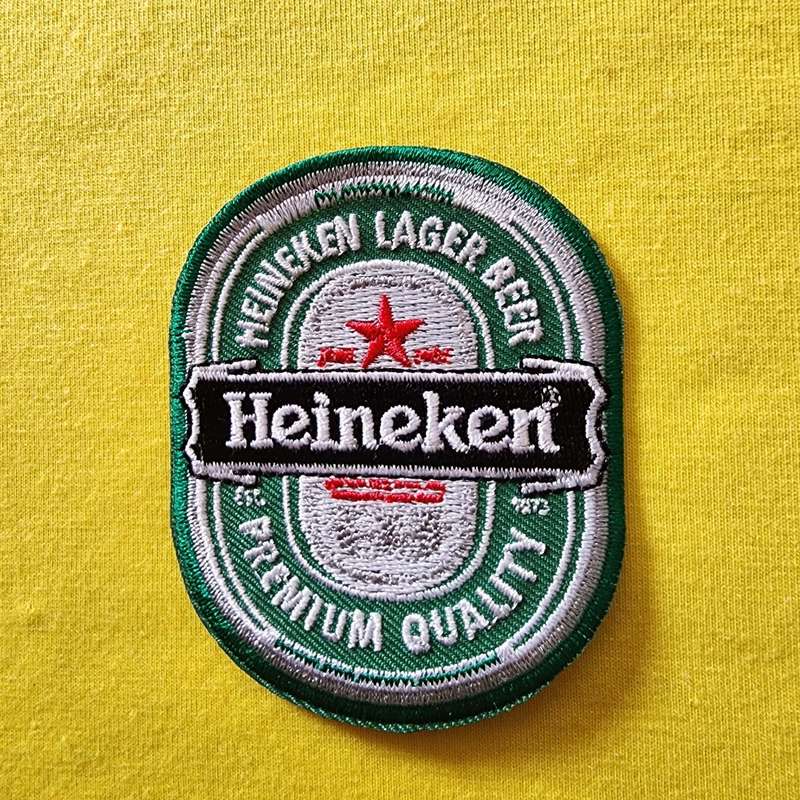 HEINEKEN LAGER BEER
Heineken®
EST. 1873
PREMIUM QUALITY